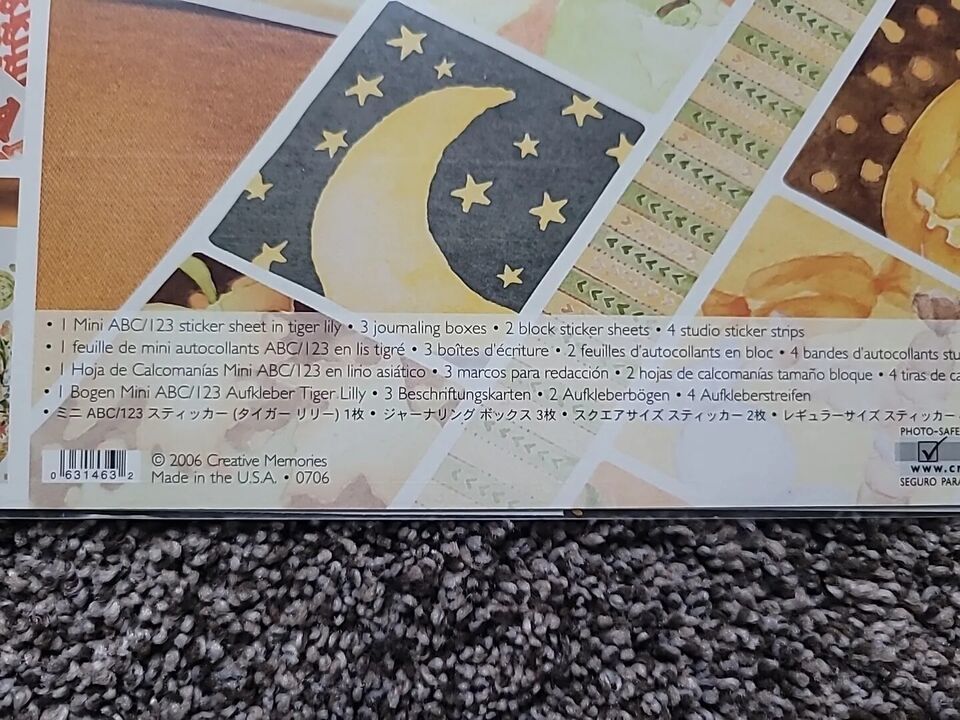 • 1 Mini ABC/123 sticker sheet in tiger lily • 3 journaling boxes • 2 block sticker sheets • 4 studio sticker strips
• 1 feuille de mini autocollants ABC/123 en lis tigré • 3 boîtes d'écriture • 2 feuilles d'autocollants en bloc • 4 bandes d'autocollants stu
• 1 Hoja de Calcomanías Mini ABC/123 en lirio asiático • 3 marcos para redacción • 2 hojas de calcomanías tamaño bloque • 4 tiras de ca
• 1 Bogen Mini ABC/123 Aufkleber Tiger Lilly • 3 Beschriftungskarten • 2 Aufkleberbögen • 4 Aufkleberstreifen
• ミニ ABC/123 スティッカー (タイガー リリー) 1枚 • ジャーナリング ボックス 3枚 • スクエアサイズ スティッカー 2枚 • レギュラーサイズ スティッカー
0 631463 2
© 2006 Creative Memories
Made in the U.S.A. • 0706
PHOTO-SAFE
www.cr
SEGURO PARA